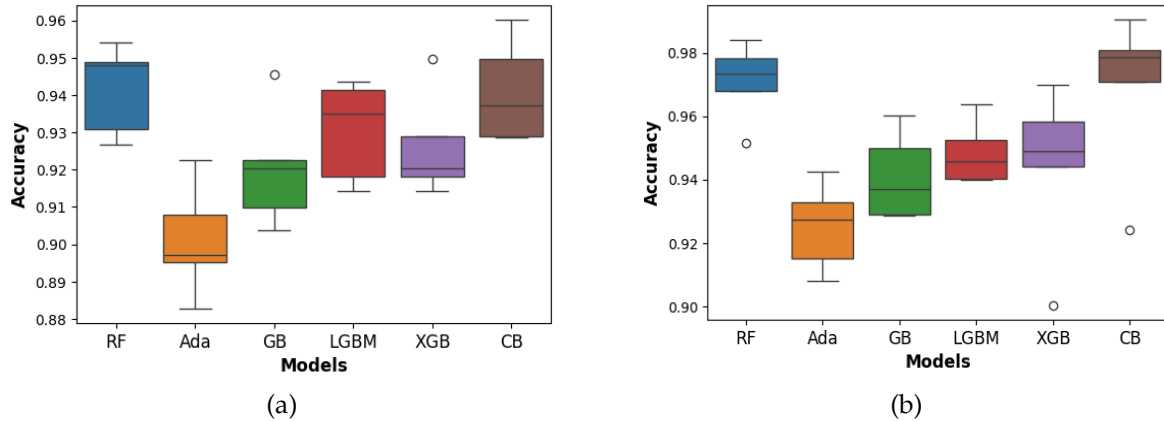 0.96
0.95
0.94
0.93
0.92
0.91
0.90
0.89
0.88
Accuracy
RF Ada GB LGBM XGB CB
Models
(a)
0.98
0.96
0.94
0.92
0.90
Accuracy
RF Ada GB LGBM XGB CB
Models
(b)